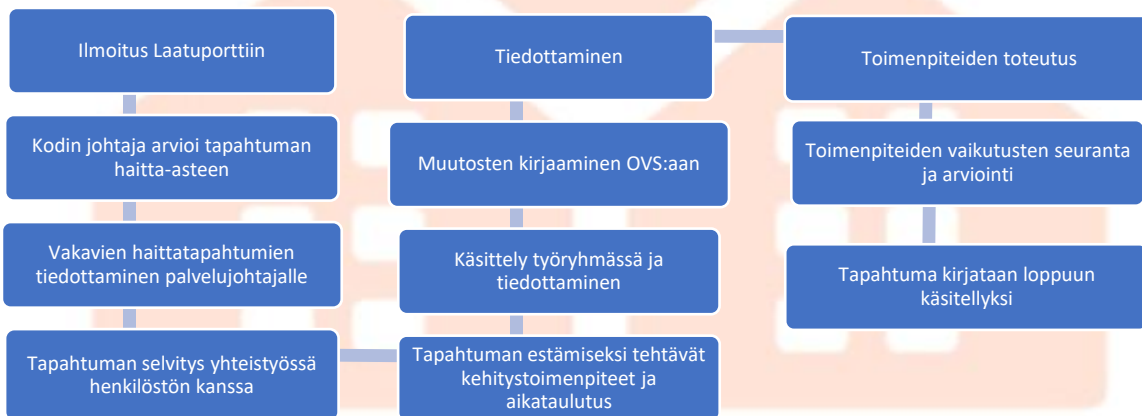 Ilmoitus Laatuporttiin
Kodin johtaja arvioi tapahtuman
haitta-asteen
Vakavien haittatapahtumien
tiedottaminen palvelujohtajalle
Tapahtuman selvitys yhteistyössä
henkilöstön kanssa
Tapahtuman estämiseksi tehtävät
kehitystoimenpiteet ja
aikataulutus
Käsittely työryhmässä ja
tiedottaminen
Muutosten kirjaaminen OVS:aan
Tiedottaminen
Toimenpiteiden toteutus
Toimenpiteiden vaikutusten seuranta
ja arviointi
Tapahtuma kirjataan loppuun
käsitellyksi